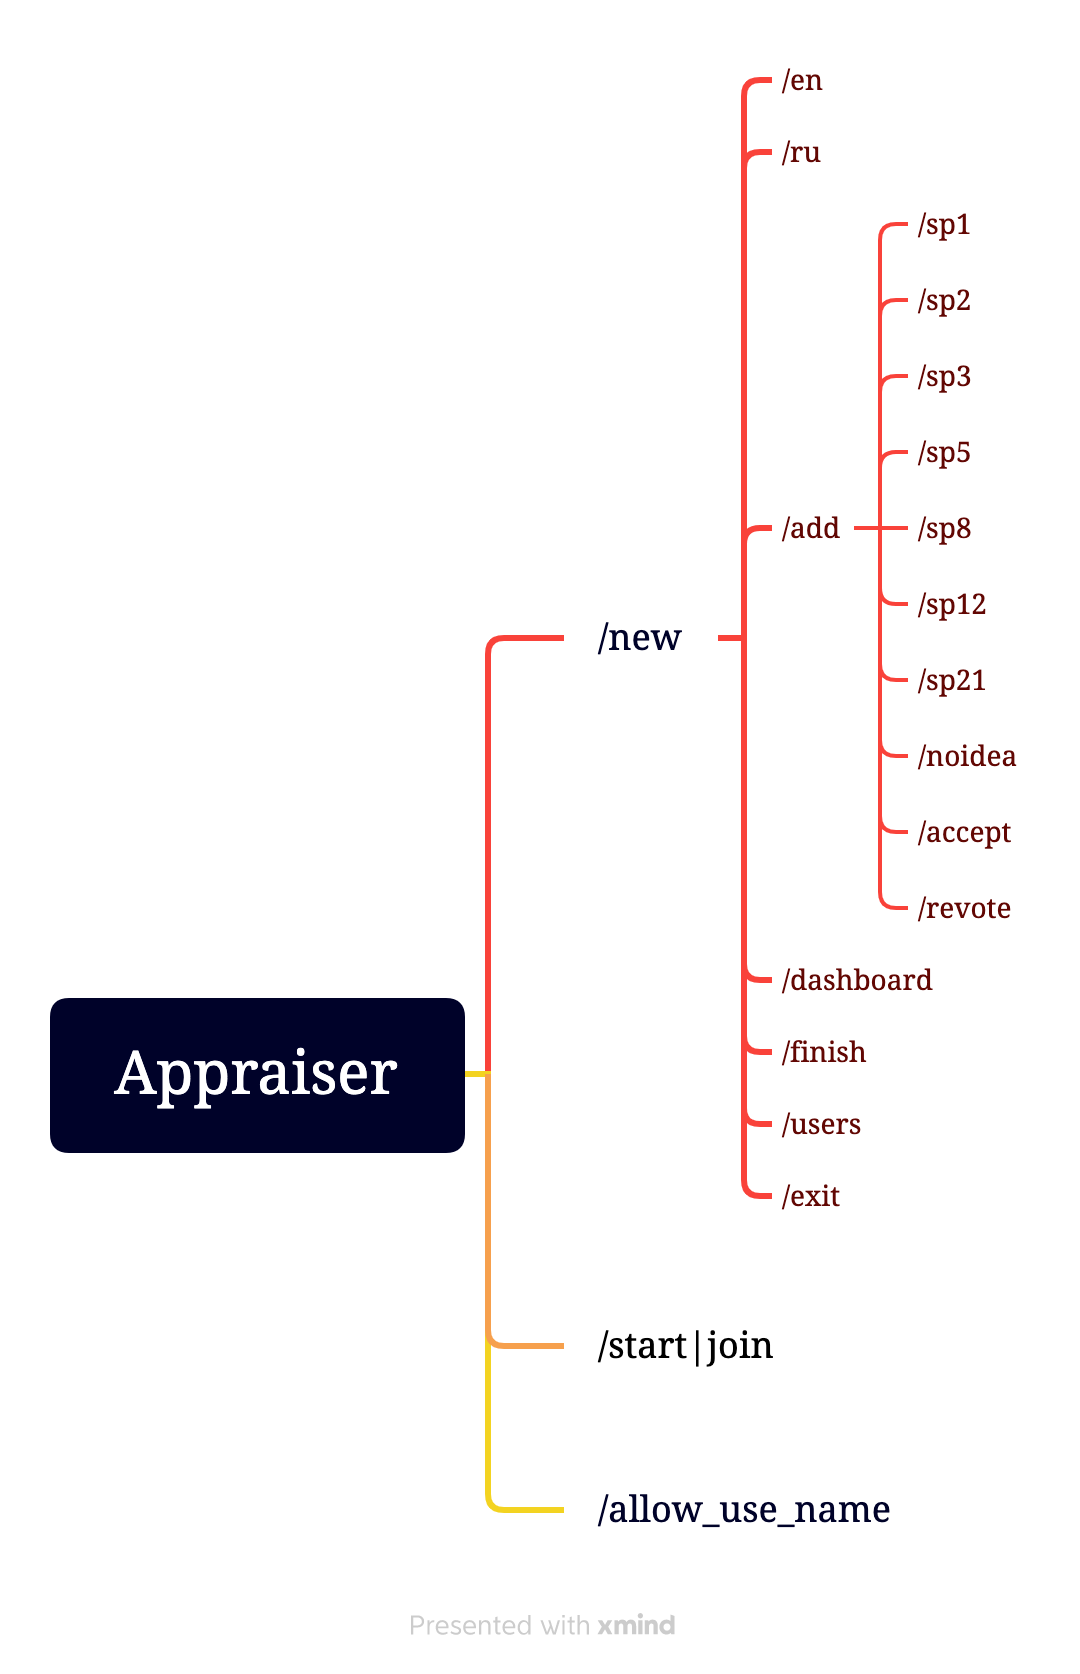 /en
/ru
/sp1
/sp2
/sp3
/sp5
/add
/sp8
/sp12
/new
/sp21
/noidea
/accept
/revote
/dashboard
/finish
Appraiser
/users
/exit
/start|join
/allow_use_name
Presented with xmind